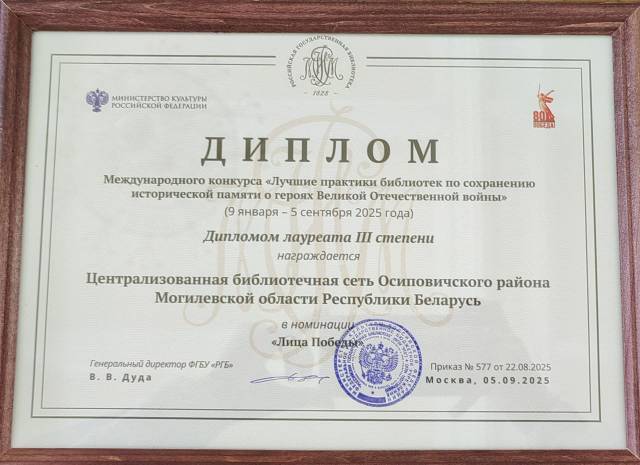 РОССИЙСКАЯ ГОСУДАРСТВЕННАЯ БИБЛИОТЕКА
- 1828 -
МИНИСТЕРСТВО КУЛЬТУРЫ
РОССИЙСКОЙ ФЕДЕРАЦИИ
80
ПОБЕДА!
ДИПЛОМ
Международного конкурса «Лучшие практики библиотек по сохранению
исторической памяти о героях Великой Отечественной войны»
(9 января – 5 сентября 2025 года)
Дипломом лауреата III степени
награждается
Централизованная библиотечная сеть Осиповичского района
Могилевской области Республики Беларусь
в номинации
«Лица Победы»
Генеральный директор ФГБУ «РГБ»
В. В. Дуда
Приказ № 577 от 22.08.2025
Москва, 05.09.2025